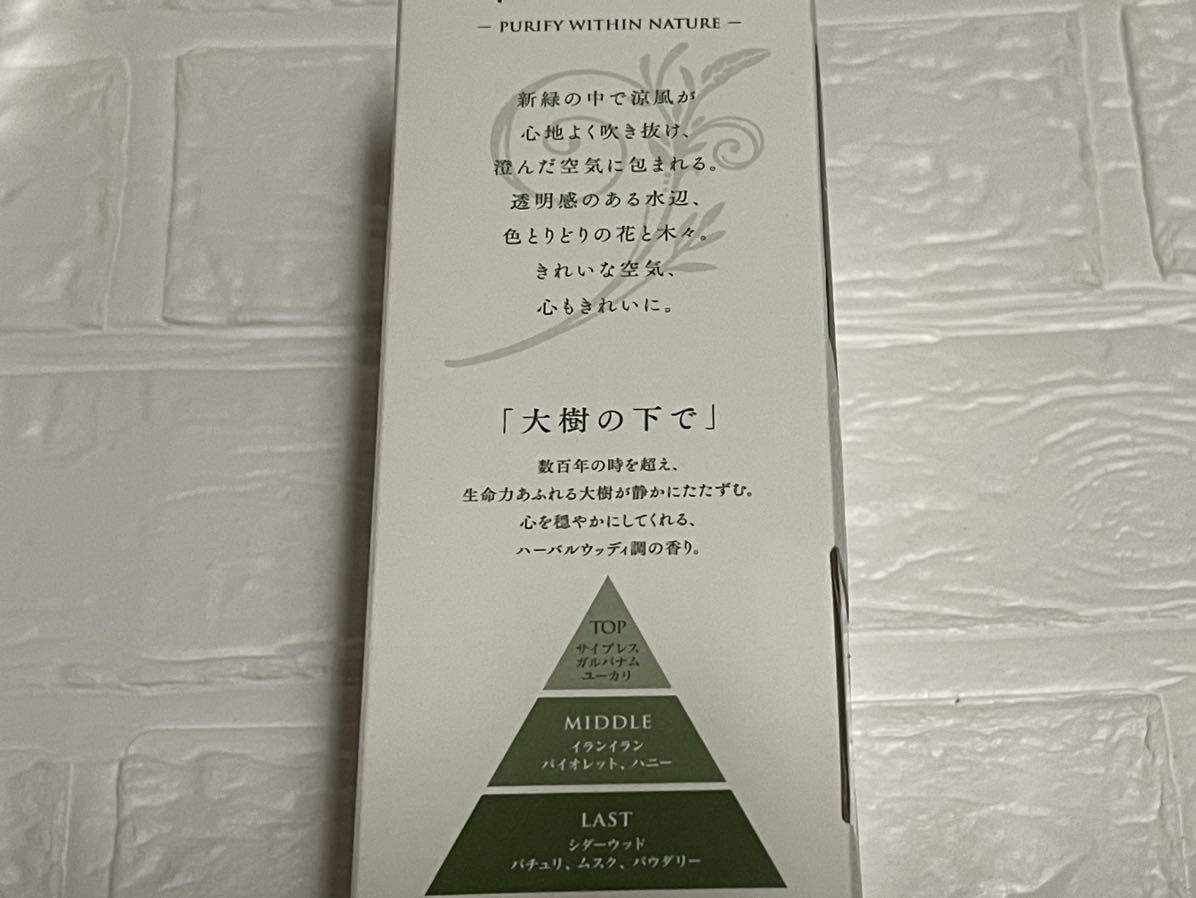 — PURIFY WITHIN NATURE —
新緑の中で涼風が
心地よく吹き抜け、
澄んだ空気に包まれる。
透明感のある水辺、
色とりどりの花と木々。
きれいな空気、
心もきれいに。
「大樹の下で」
数百年の時を超え、
生命力あふれる大樹が静かにたたずむ。
心を穏やかにしてくれる、
ハーバルウッディ調の香り。
TOP
サイプレス
ガルバナム
ユーカリ
MIDDLE
イランイラン
バイオレット、ハニー
LAST
シダーウッド
パチュリ、ムスク、パウダリー